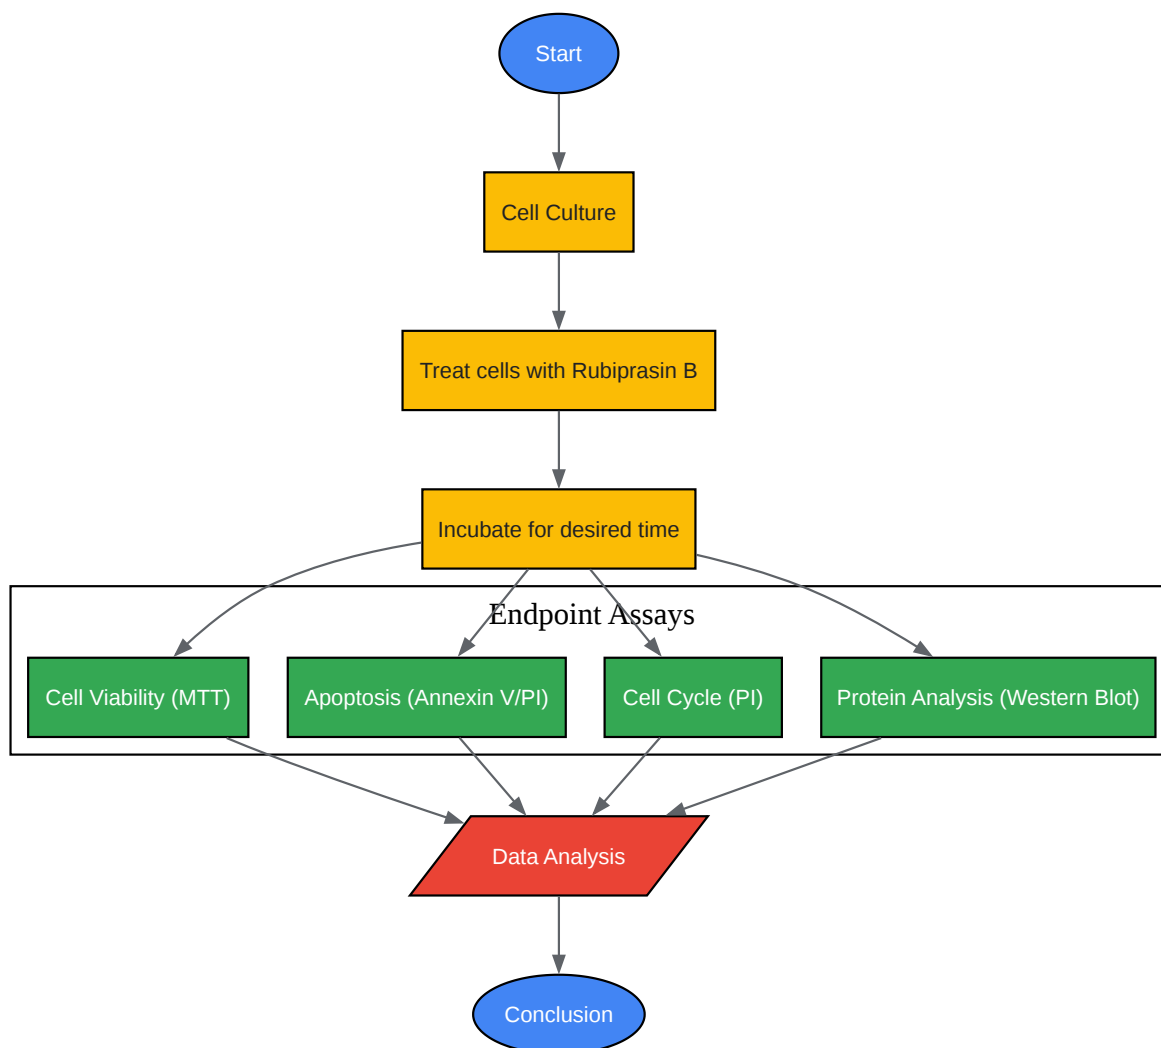 Start
Cell Culture
Treat cells with Rubiprasin B
Incubate for desired time
Endpoint Assays
Cell Viability (MTT)
Apoptosis (Annexin V/PI)
Cell Cycle (PI)
Protein Analysis (Western Blot)
Data Analysis
Conclusion